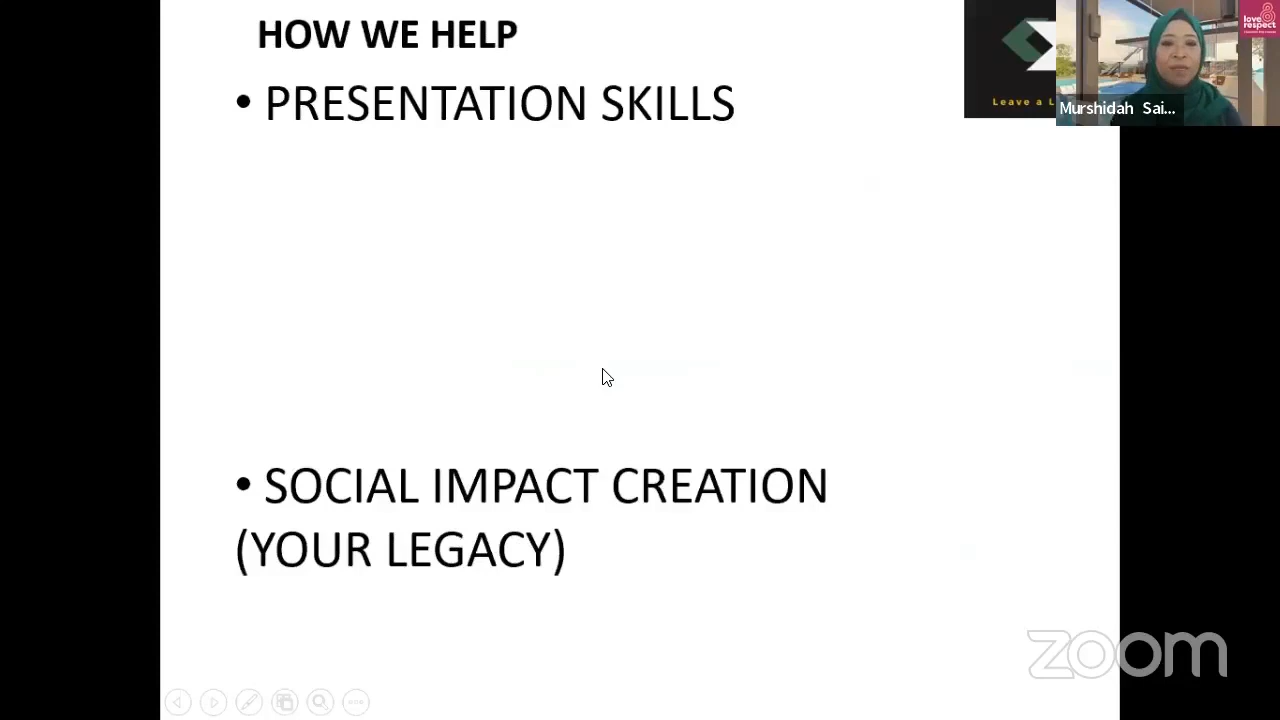 HOW WE HELP
• PRESENTATION SKILLS
Leave a L
love
respect
Murshidah Sai...
• SOCIAL IMPACT CREATION
(YOUR LEGACY)
zoom